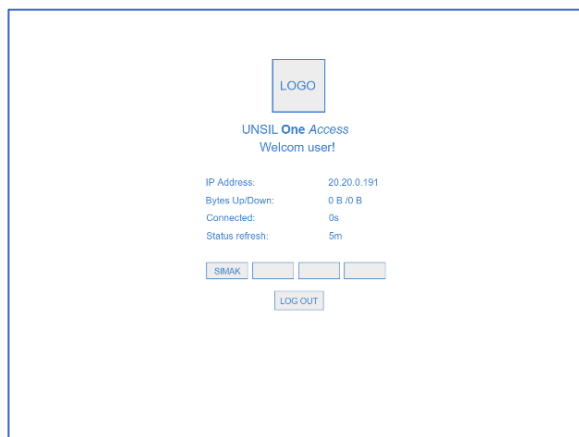 LOGO
UNSIL One Access
Welcom user!
IP Address: 20.20.0.191
Bytes Up/Down: 0 B /0 B
Connected: 0s
Status refresh: 5m
SIMAK
LOG OUT